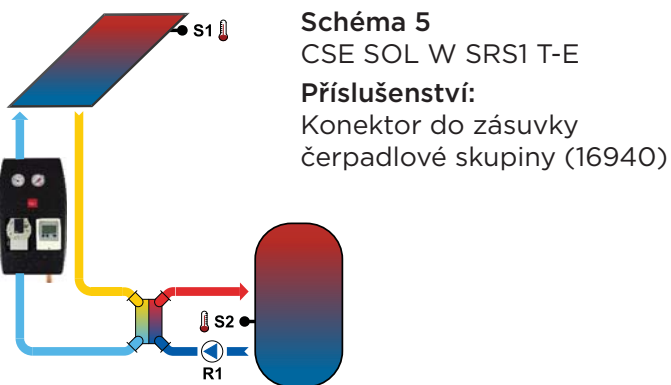 S1
Schéma 5
CSE SOL W SRS1 T-E
Příslušenství:
Konektor do zásuvky
čerpadlové skupiny (16940)
S2
R1